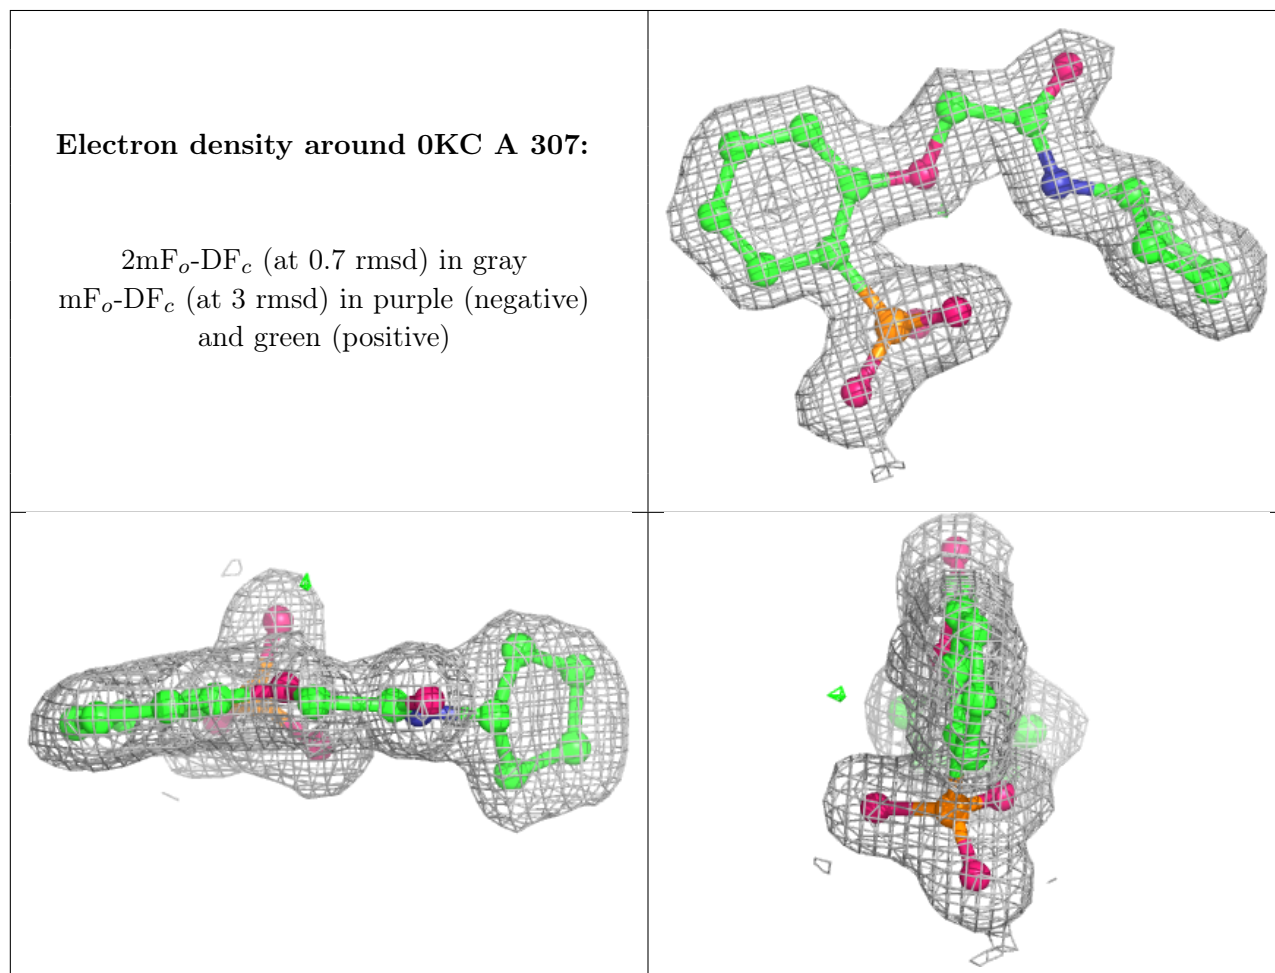 Electron density around 0KC A 307:
2mFo-DFc (at 0.7 rmsd) in gray
mFo-DFc (at 3 rmsd) in purple (negative)
and green (positive)